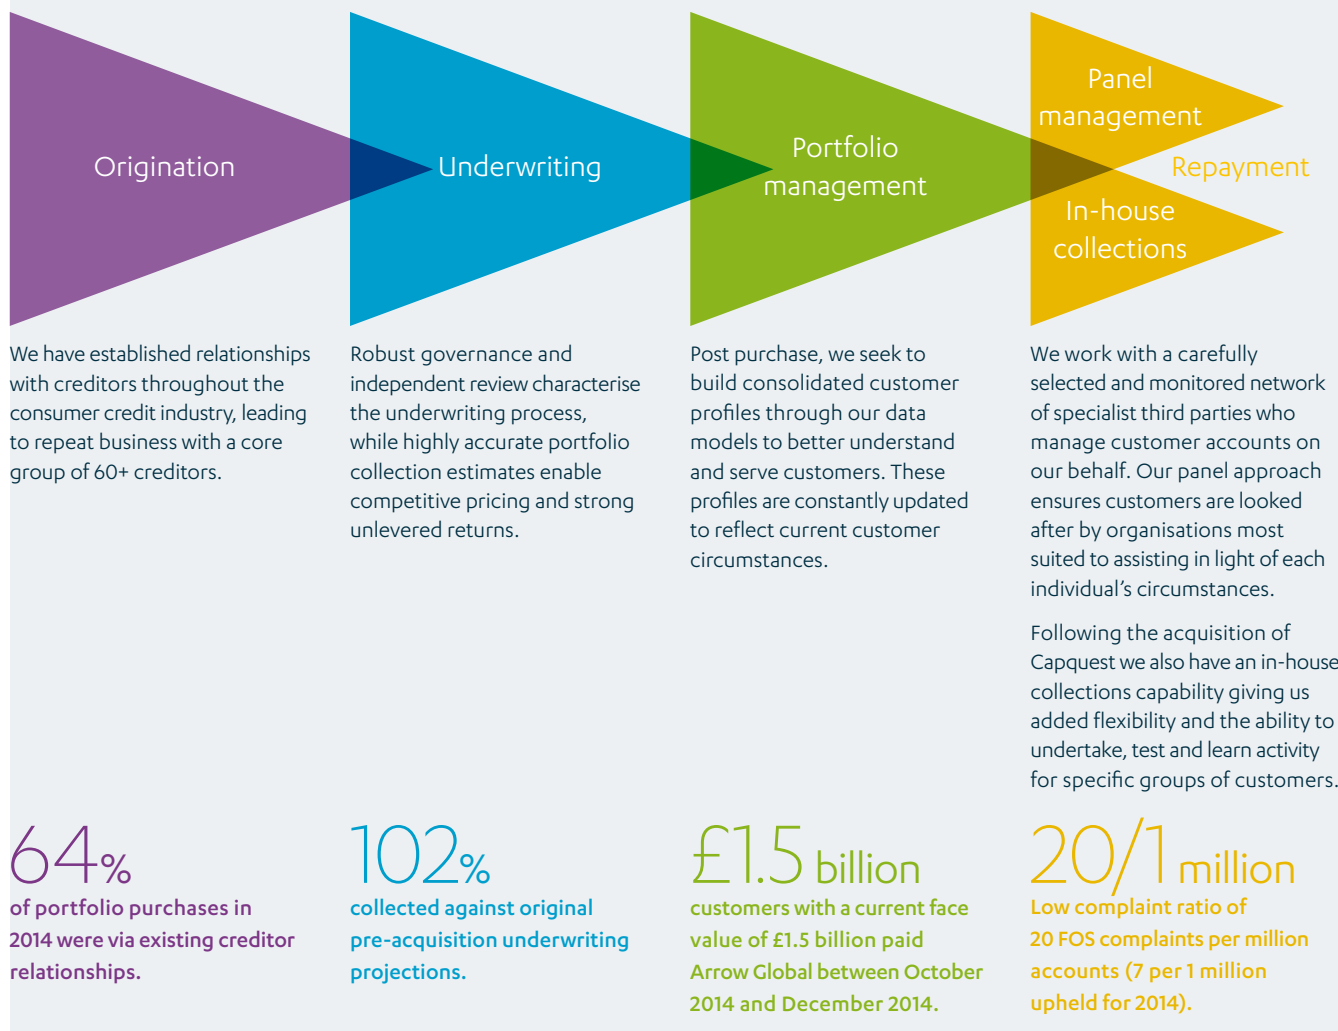 Origination
Underwriting
Portfolio
management
Panel
management
Repayment
In-house
collections
We have established relationships
with creditors throughout the
consumer credit industry, leading
to repeat business with a core
group of 60+ creditors.
Robust governance and
independent review characterise
the underwriting process,
while highly accurate portfolio
collection estimates enable
competitive pricing and strong
unlevered returns.
Post purchase, we seek to
build consolidated customer
profiles through our data
models to better understand
and serve customers. These
profiles are constantly updated
to reflect current customer
circumstances.
We work with a carefully
selected and monitored network
of specialist third parties who
manage customer accounts on
our behalf. Our panel approach
ensures customers are looked
after by organisations most
suited to assisting in light of each
individual’s circumstances.
Following the acquisition of
Capquest we also have an in-house
collections capability giving us
added flexibility and the ability to
undertake, test and learn activity
for specific groups of customers.
64%
of portfolio purchases in
2014 were via existing creditor
relationships.
102%
collected against original
pre-acquisition underwriting
projections.
£1.5 billion
customers with a current face
value of £1.5 billion paid
Arrow Global between October
2014 and December 2014.
20/1 million
Low complaint ratio of
20 FOS complaints per million
accounts (7 per 1 million
upheld for 2014).